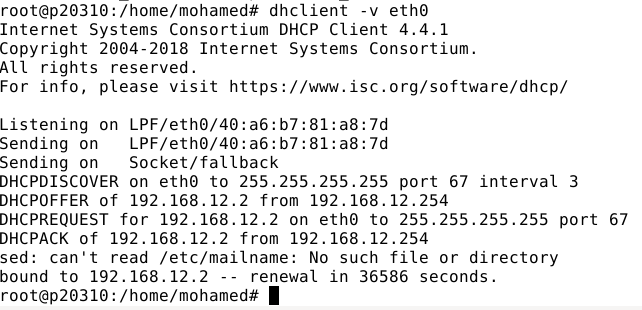 root@p20310:/home/mohamed# dhclient -v eth0
Internet Systems Consortium DHCP Client 4.4.1
Copyright 2004-2018 Internet Systems Consortium.
All rights reserved.
For info, please visit https://www.isc.org/software/dhcp/

Listening on LPF/eth0/40:a6:b7:81:a8:7d
Sending on   LPF/eth0/40:a6:b7:81:a8:7d
Sending on   Socket/fallback
DHCPDISCOVER on eth0 to 255.255.255.255 port 67 interval 3
DHCPOFFER of 192.168.12.2 from 192.168.12.254
DHCPREQUEST for 192.168.12.2 on eth0 to 255.255.255.255 port 67
DHCPACK of 192.168.12.2 from 192.168.12.254
sed: can't read /etc/mailname: No such file or directory
bound to 192.168.12.2 -- renewal in 36586 seconds.
root@p20310:/home/mohamed#